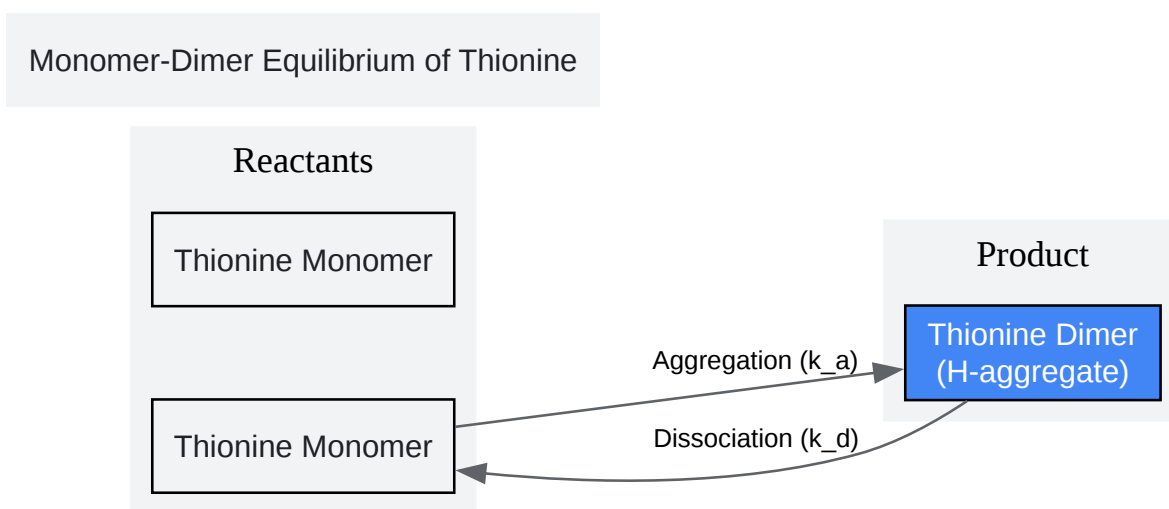 Monomer-Dimer Equilibrium of Thionine
Reactants
Thionine Monomer
Thionine Monomer
Aggregation (k_a)
Dissociation (k_d)
Product
Thionine Dimer
(H-aggregate)